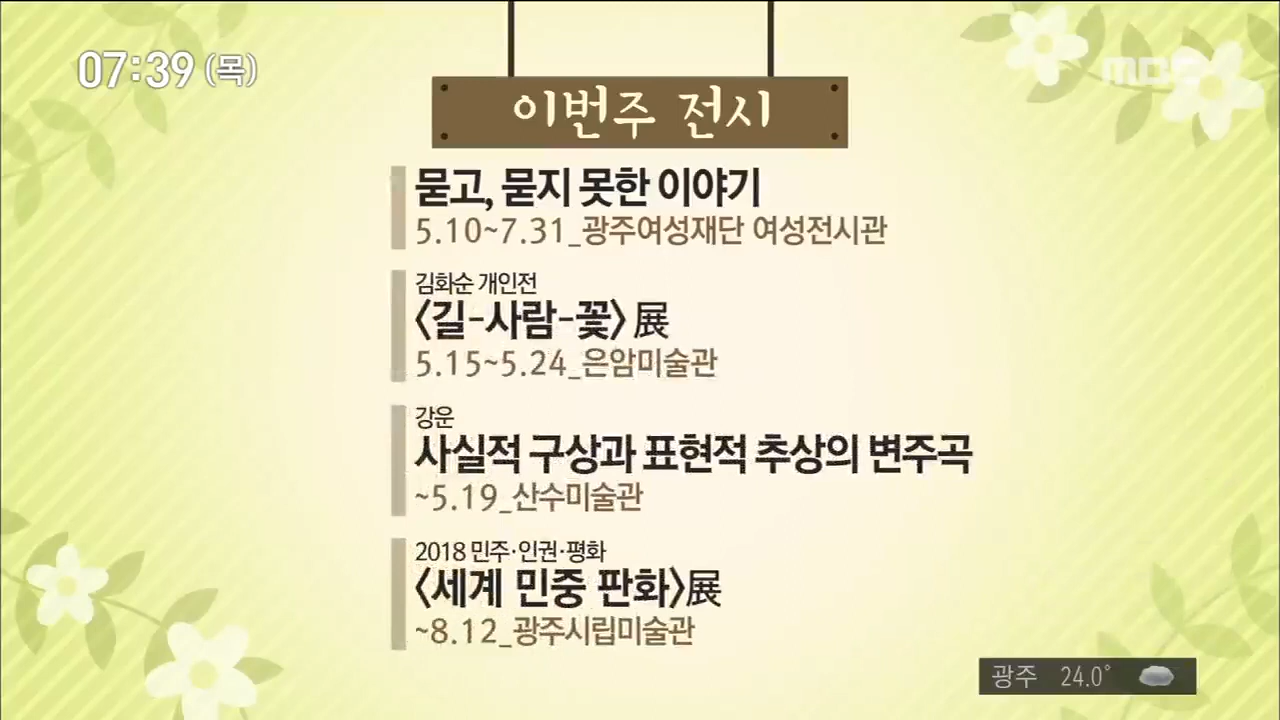 07:39 (목)
MBC
이번주 전시
묻고, 묻지 못한 이야기
5.10~7.31_광주여성재단 여성전시관
김화순 개인전
〈길-사람-꽃〉展
5.15~5.24_은암미술관
강운
사실적 구상과 표현적 추상의 변주곡
~5.19_산수미술관
2018 민주·인권·평화
〈세계 민중 판화〉展
~8.12_광주시립미술관
광주 24.0°